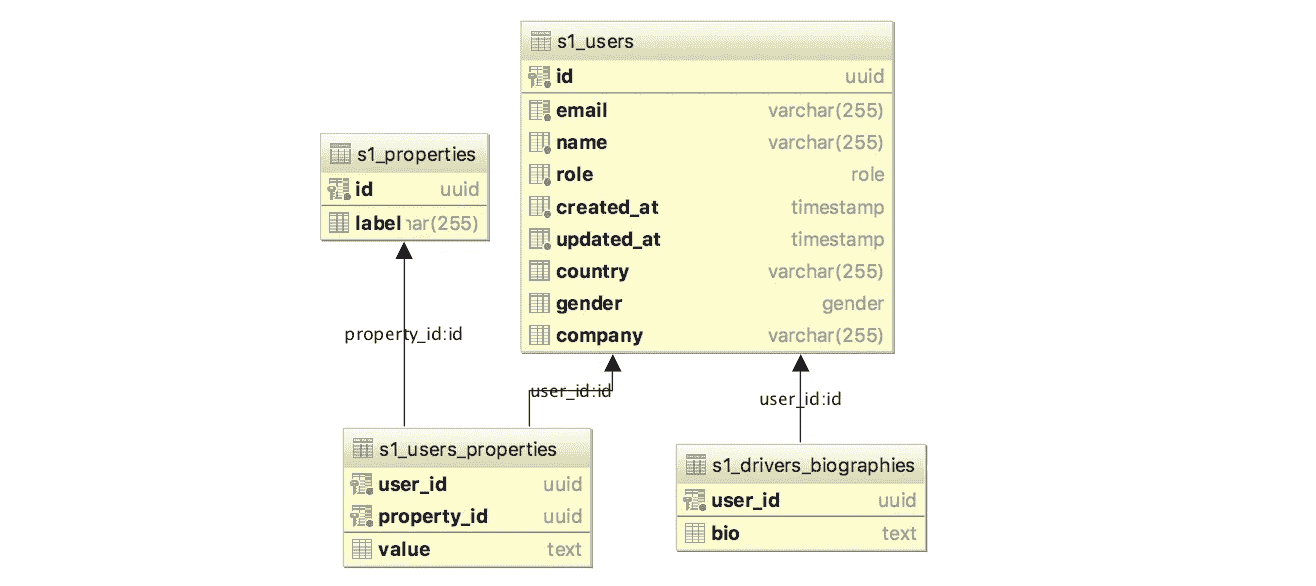 s1_users
id uuid
email varchar(255)
name varchar(255)
role role
created_at timestamp
updated_at timestamp
country varchar(255)
gender gender
company varchar(255)
s1_properties
id uuid
label har(255)
property_id:id
user_id:id
user_id:id
s1_users_properties
user_id uuid
property_id uuid
value text
s1_drivers_biographies
user_id uuid
bio text